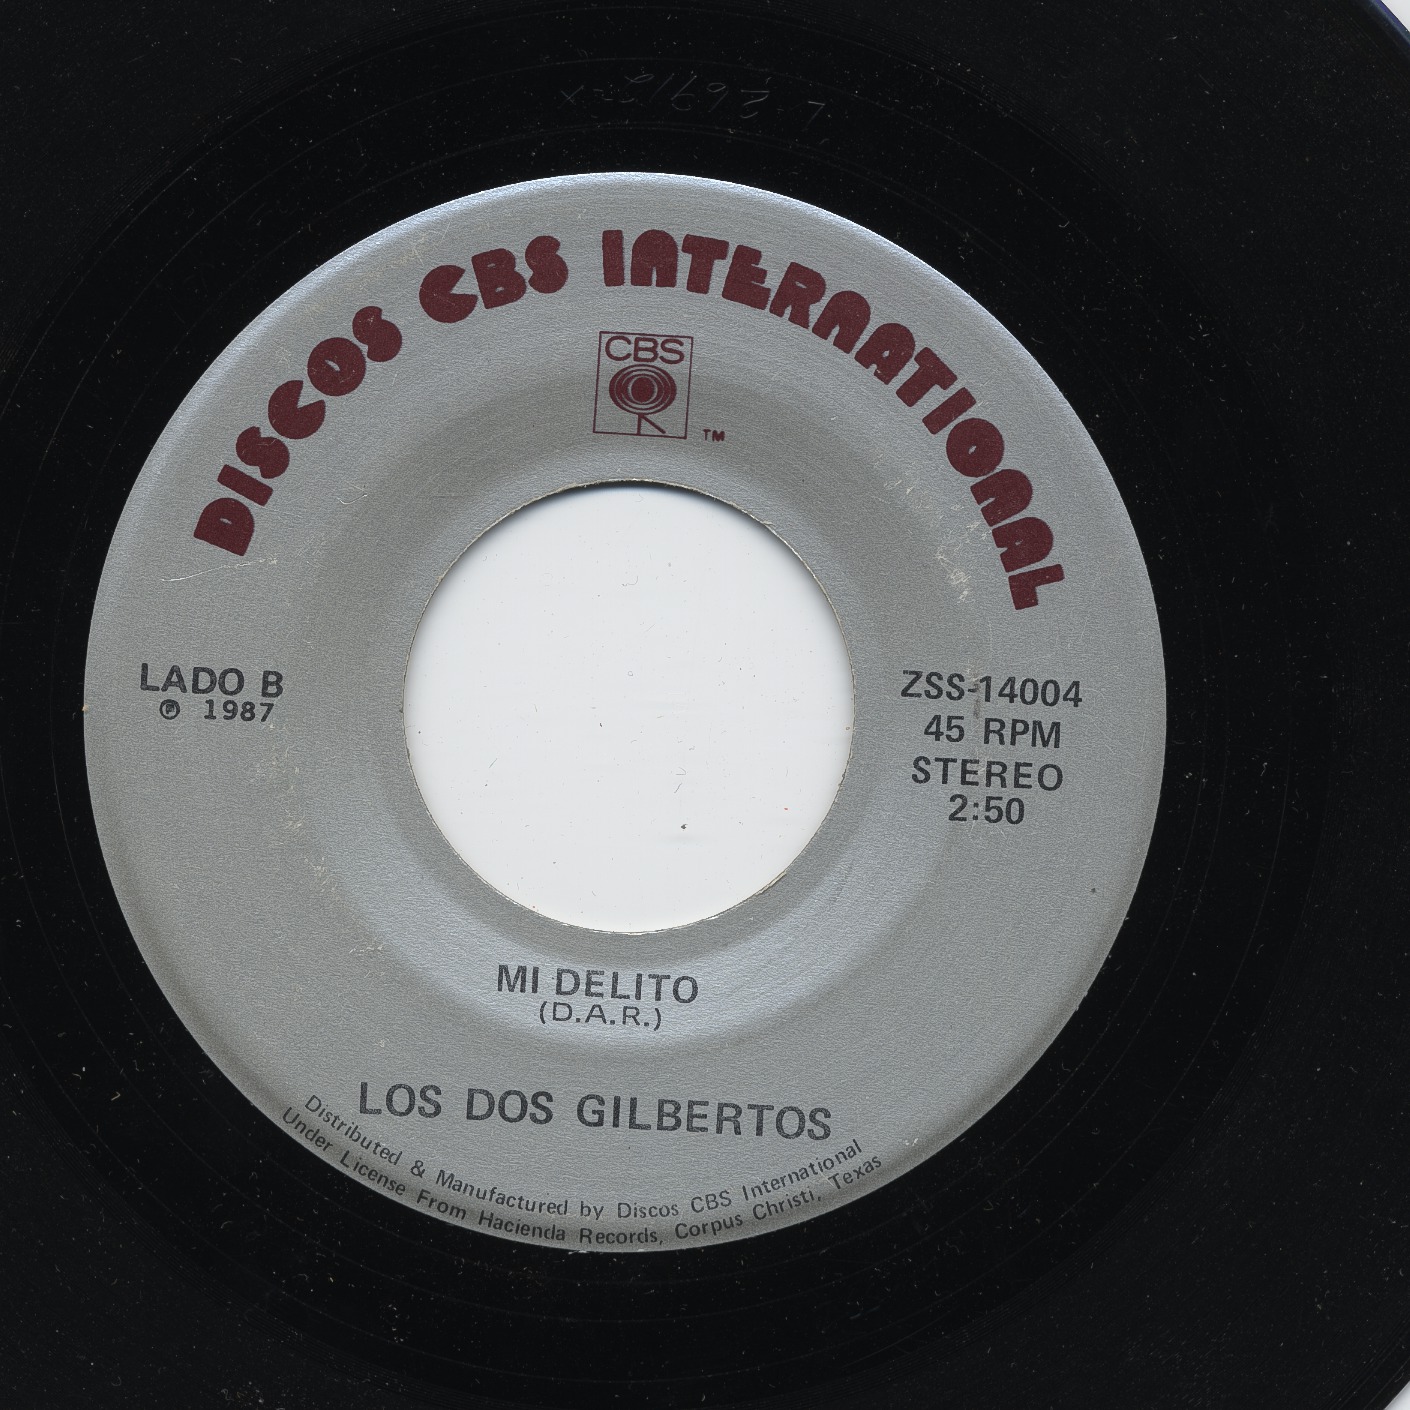 DISCOS CBS INTERNATIONAL
CBS
TM
LADO B
℗ 1987
ZSS-14004
45 RPM
STEREO
2:50
MI DELITO
(D.A.R.)
LOS DOS GILBERTOS
Distributed & Manufactured by Discos CBS International
Under License From Hacienda Records, Corpus Christi, Texas